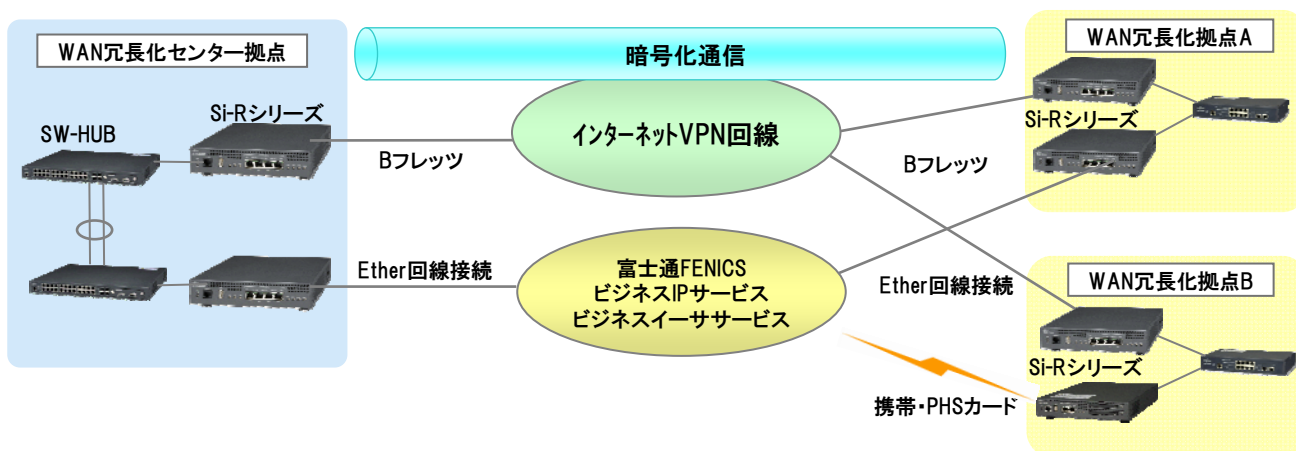 WAN冗長化センター拠点
暗号化通信
WAN冗長化拠点A
Si-Rシリーズ
SW-HUB
インターネットVPN回線
Si-Rシリーズ
Bフレッツ
Bフレッツ
Ether回線接続
富士通FENICS
ビジネスIPサービス
ビジネスイーササービス
Ether回線接続
WAN冗長化拠点B
Si-Rシリーズ
携帯・PHSカード